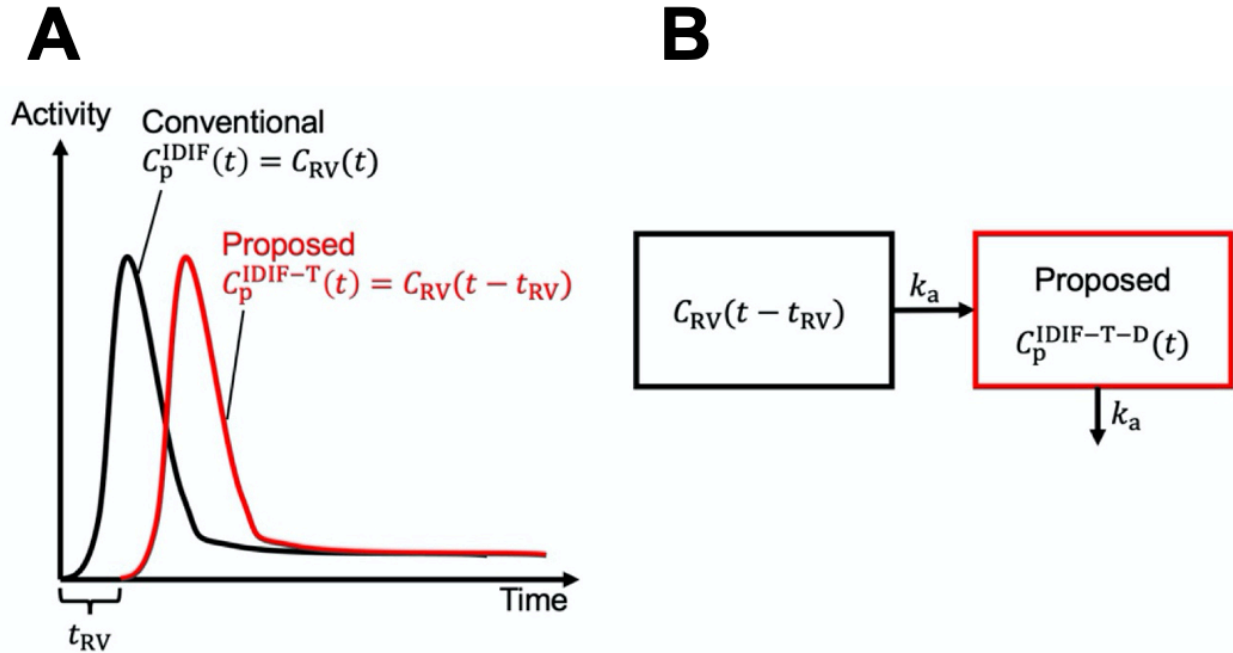 A
B
Activity
Conventional
C_p^IDIF(t) = C_RV(t)
Proposed
C_p^IDIF−T(t) = C_RV(t − t_RV)
Time
t_RV
C_RV(t − t_RV)
k_a
Proposed
C_p^IDIF−T−D(t)
k_a